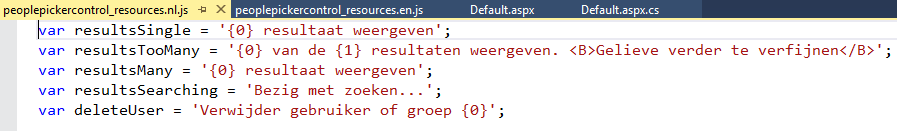 peoplepickercontrol_resources.nl.js peoplepickercontrol_resources.en.js Default.aspx Default.aspx.cs
var resultsSingle = '{0} resultaat weergeven';
var resultsTooMany = '{0} van de {1} resultaten weergeven. <B>Gelieve verder te verfijnen</B>';
var resultsMany = '{0} resultaat weergeven';
var resultsSearching = 'Bezig met zoeken...';
var deleteUser = 'Verwijder gebruiker of groep {0}';